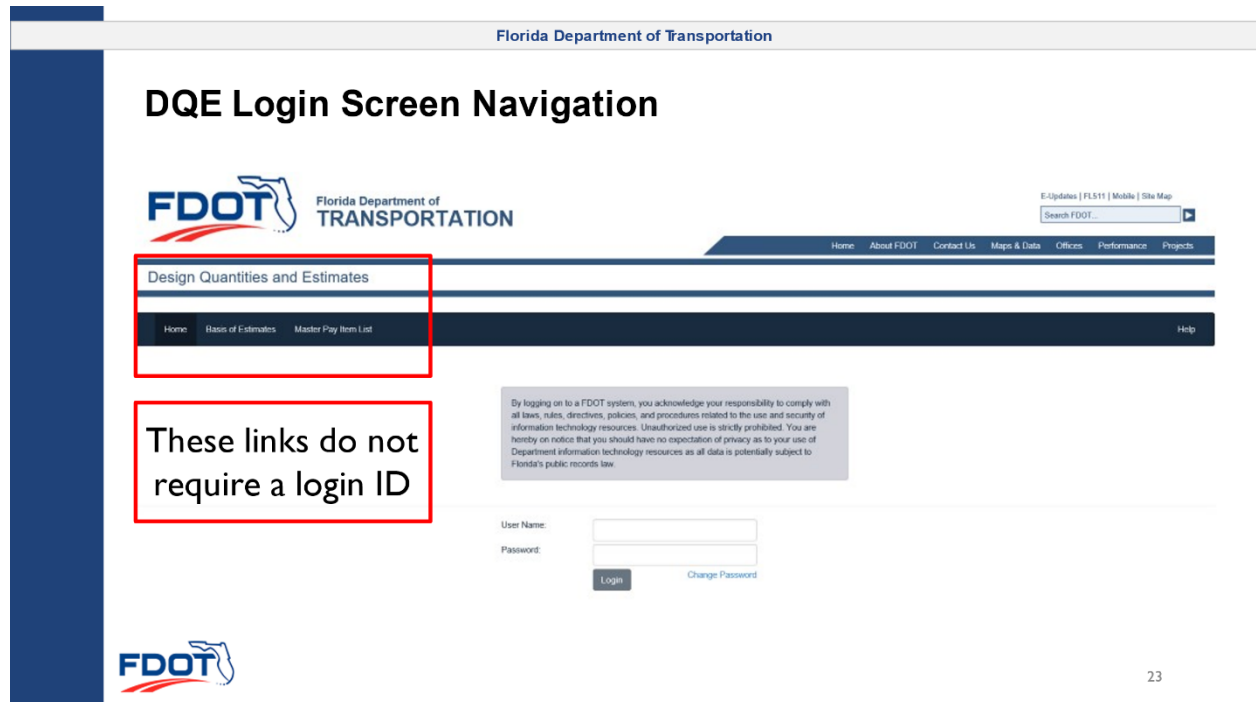 Florida Department of Transportation
DQE Login Screen Navigation
FDOT
Florida Department of
TRANSPORTATION
E-Updates | FL511 | Mobile | Site Map
Search FDOT...
Home About FDOT Contact Us Maps & Data Offices Performance Projects
Design Quantities and Estimates
Home Basis of Estimates Master Pay Item List Help
By logging on to a FDOT system, you acknowledge your responsibility to comply with
all laws, rules, directives, policies, and procedures related to the use and security of
information technology resources. Unauthorized use is strictly prohibited. You are
hereby on notice that you should have no expectation of privacy as to your use of
Department information technology resources as all data is potentially subject to
Florida's public records law.
These links do not
require a login ID
User Name:
Password:
Login Change Password
FDOT
23